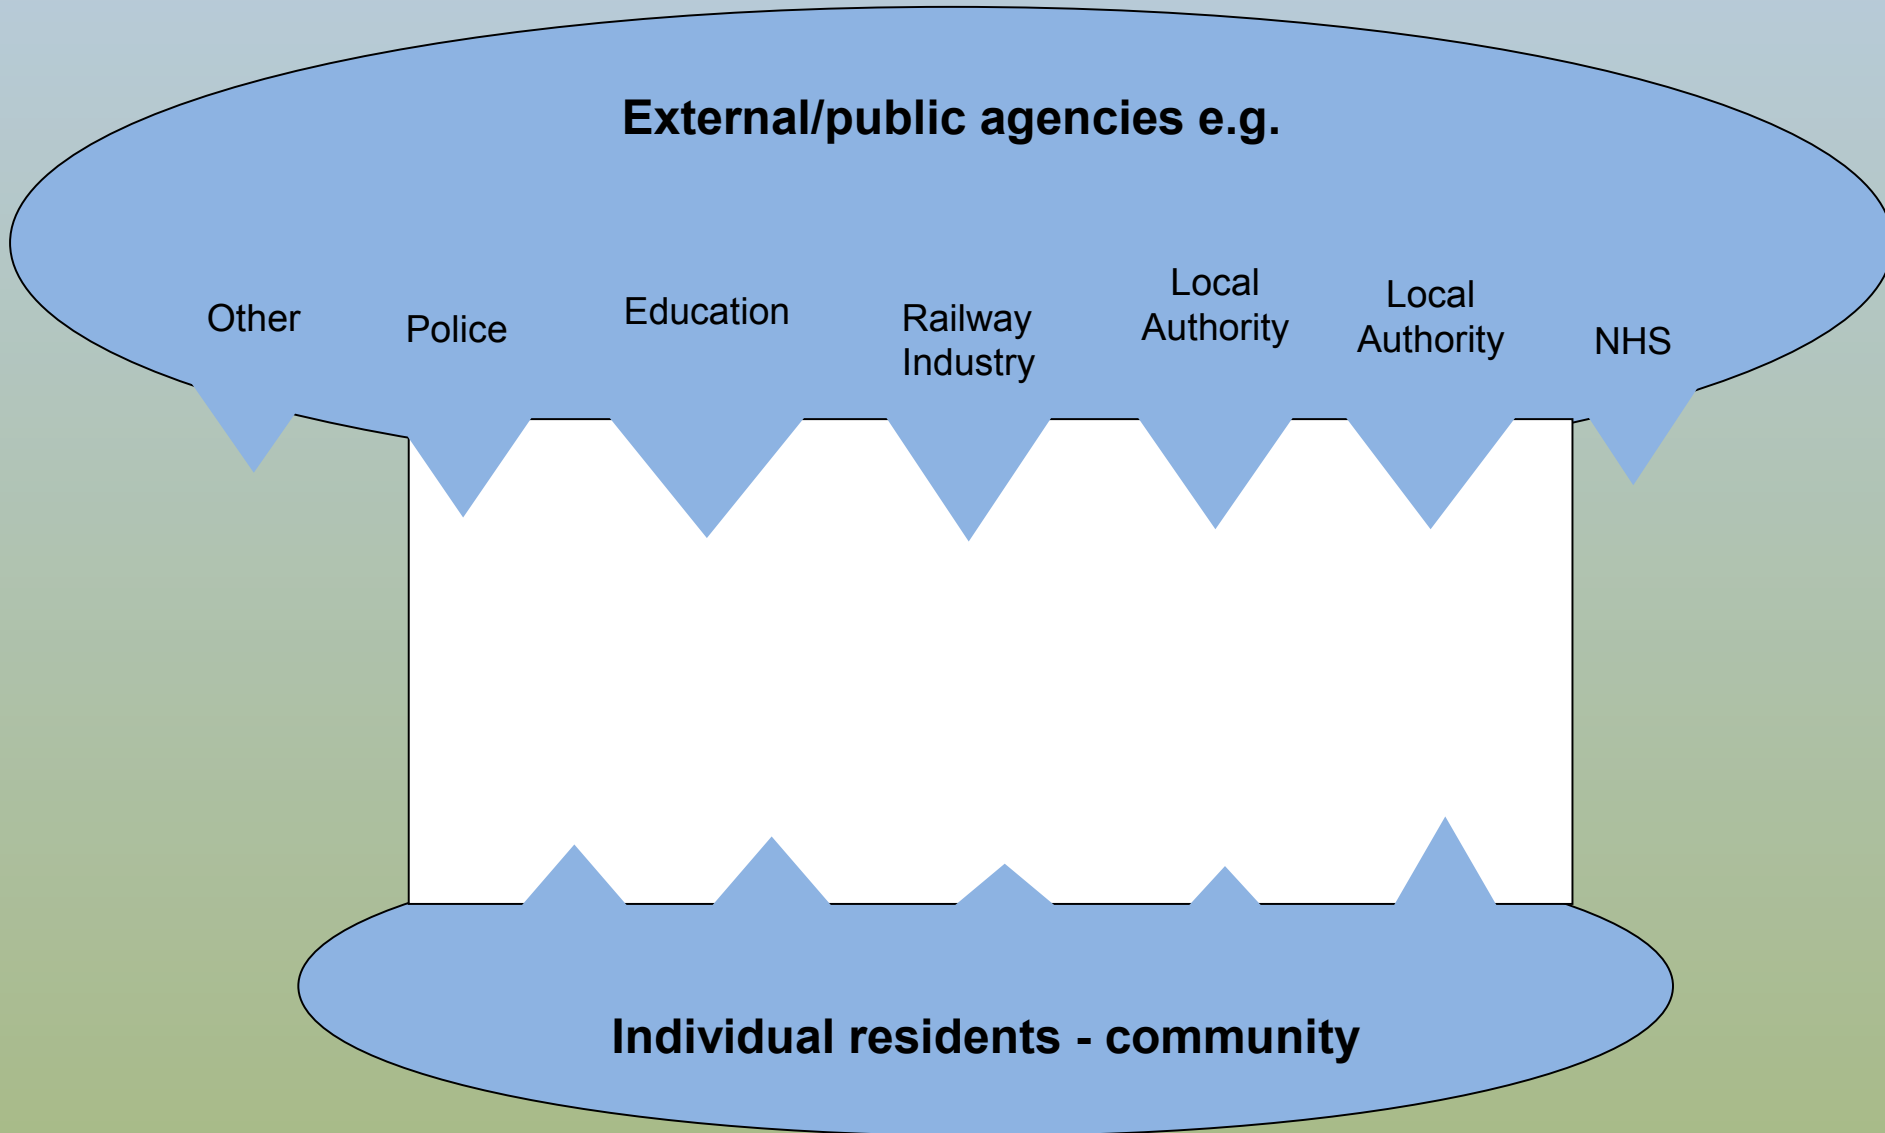 External/public agencies e.g.
Other
Police
Education
Railway
Industry
Local
Authority
Local
Authority
NHS
Individual residents - community